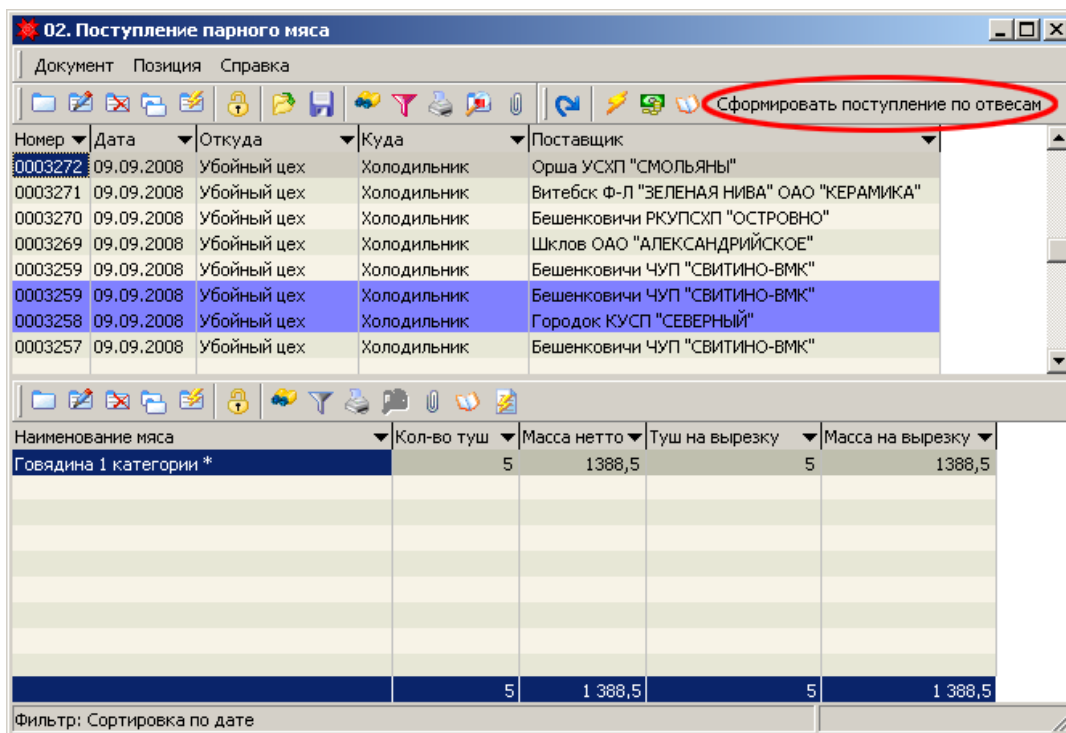 02. Поступление парного мяса
Документ Позиция Справка
Сформировать поступление по отвесам
Номер Дата Откуда Куда Поставщик
0003272 09.09.2008 Убойный цех Холодильник Орша УСХП "СМОЛЬЯНЫ"
0003271 09.09.2008 Убойный цех Холодильник Витебск Ф-Л "ЗЕЛЕНАЯ НИВА" ОАО "КЕРАМИКА"
0003270 09.09.2008 Убойный цех Холодильник Бешенковичи РКУПСХП "ОСТРОВНО"
0003269 09.09.2008 Убойный цех Холодильник Шклов ОАО "АЛЕКСАНДРИЙСКОЕ"
0003259 09.09.2008 Убойный цех Холодильник Бешенковичи ЧУП "СВИТИНО-ВМК"
0003259 09.09.2008 Убойный цех Холодильник Бешенковичи ЧУП "СВИТИНО-ВМК"
0003258 09.09.2008 Убойный цех Холодильник Городок КУСП "СЕВЕРНЫЙ"
0003257 09.09.2008 Убойный цех Холодильник Бешенковичи ЧУП "СВИТИНО-ВМК"
Наименование мяса Кол-во туш Масса нетто Туш на вырезку Масса на вырезку
Говядина 1 категории * 5 1388,5 5 1388,5
5 1 388,5 5 1 388,5
Фильтр: Сортировка по дате